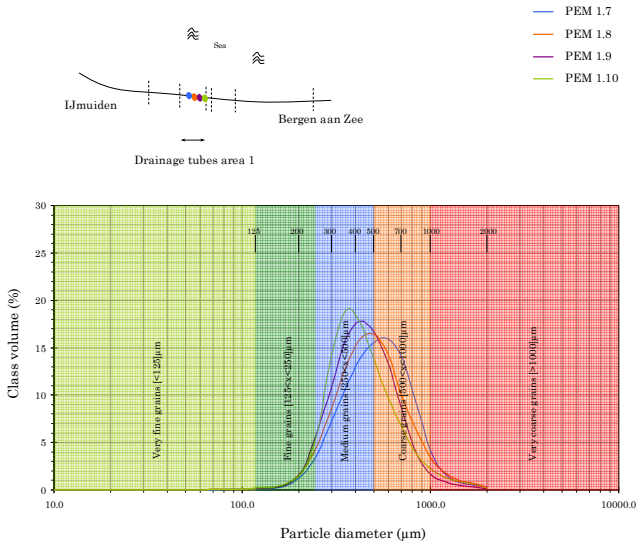 PEM 1.7
PEM 1.8
PEM 1.9
PEM 1.10
Sea
IJmuiden
Bergen aan Zee
Drainage tubes area 1
Class volume (%)
30
25
20
15
10
5
0
125 200 300 400 500 700 1000 2000
Very fine grains [<125]µm
Fine grains [125<x<250]µm
Medium grains [250<x<500]µm
Coarse grains [500<x<1000]µm
Very coarse grains [>1000]µm
10.0 100.0 1000.0 10000.0
Particle diameter (µm)